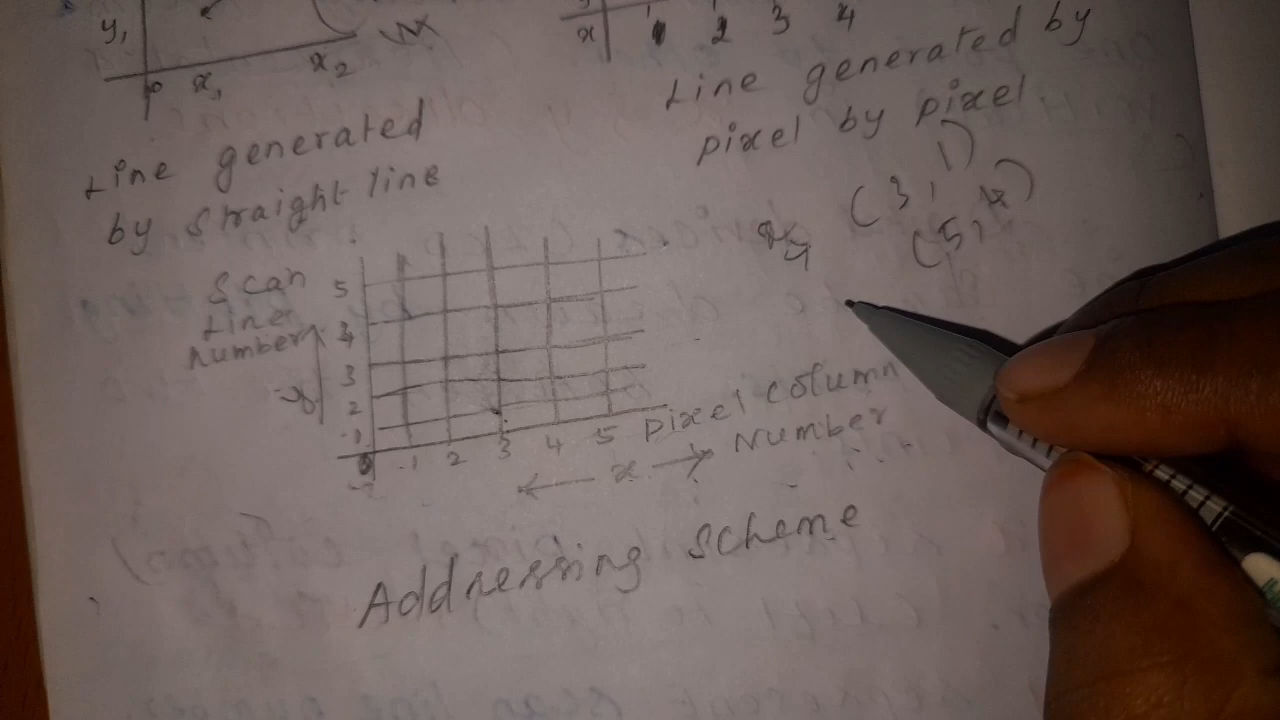 y₁
x₁ x₂
x 1 2 3 4
Line generated
by straight line
Line generated by
pixel by pixel
(3, 1)
(5, 4)
Scan
Line
number
5
4
3
2
1
0 1 2 3 4 5
Pixel column
Number
← x →
Addressing Scheme